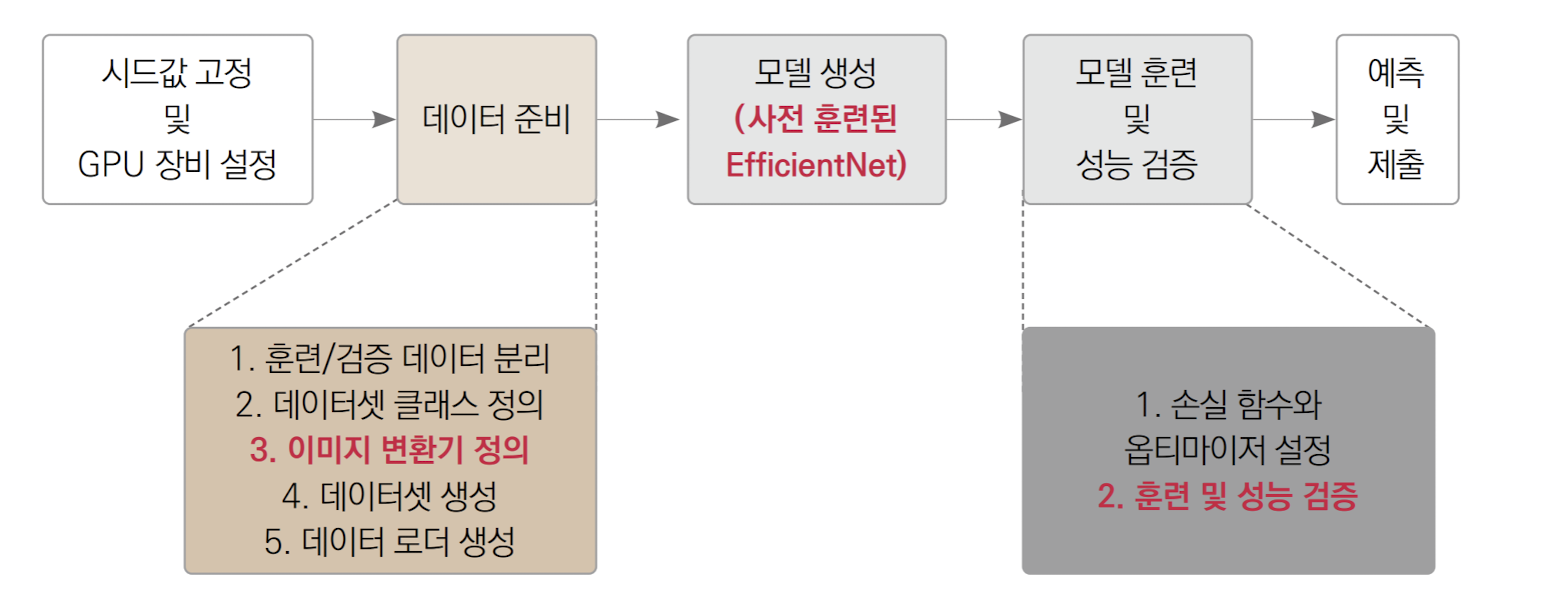 시드값 고정
및
GPU 장비 설정
데이터 준비
모델 생성
(사전 훈련된
EfficientNet)
모델 훈련
및
성능 검증
예측
및
제출
1. 훈련/검증 데이터 분리
2. 데이터셋 클래스 정의
3. 이미지 변환기 정의
4. 데이터셋 생성
5. 데이터 로더 생성
1. 손실 함수와
옵티마이저 설정
2. 훈련 및 성능 검증